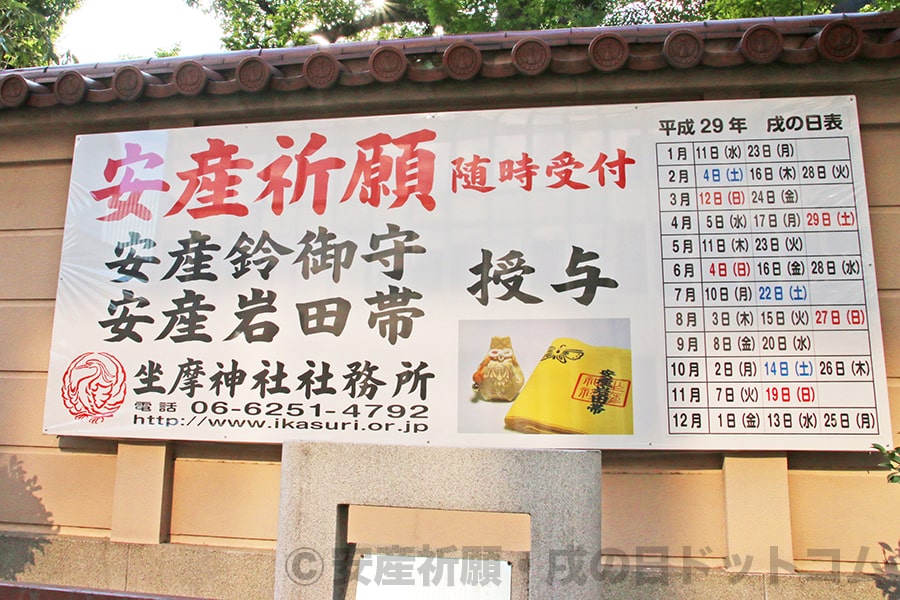 安産祈願 随時受付
安産鈴御守
安産岩田帯
授与
坐摩神社社務所
電話 06-6251-4792
http://www.ikasuri.or.jp
安産岩田帯
平成29年 戌の日表
1月 11日(水) 23日(月)
2月 4日(土) 16日(木) 28日(火)
3月 12日(日) 24日(金)
4月 5日(水) 17日(月) 29日(土)
5月 11日(木) 23日(火)
6月 4日(日) 16日(金) 28日(水)
7月 10日(月) 22日(土)
8月 3日(木) 15日(火) 27日(日)
9月 8日(金) 20日(水)
10月 2日(月) 14日(土) 26日(木)
11月 7日(火) 19日(日)
12月 1日(金) 13日(水) 25日(月)
©安産祈願・戌の日ドットコム